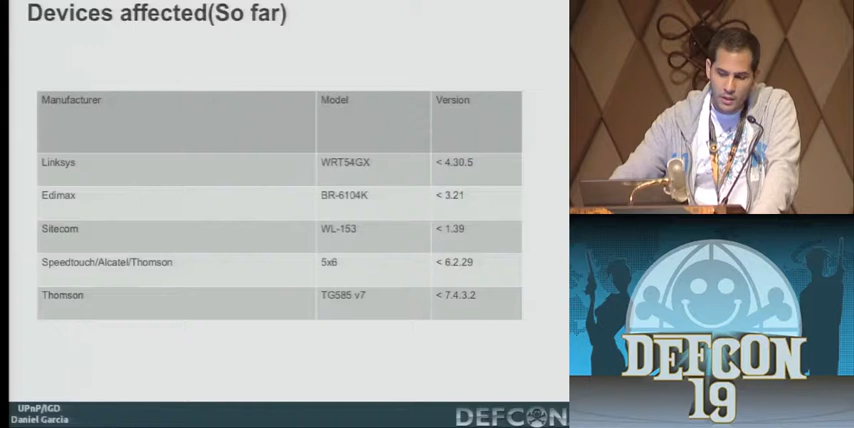 Devices affected(So far)
Manufacturer Model Version
Linksys WRT54GX < 4.30.5
Edimax BR-6104K < 3.21
Sitecom WL-153 < 1.39
Speedtouch/Alcatel/Thomson 5x6 < 6.2.29
Thomson TG585 v7 < 7.4.3.2
UPnP/IGD
Daniel Garcia
DEFCON
DEFCON
19